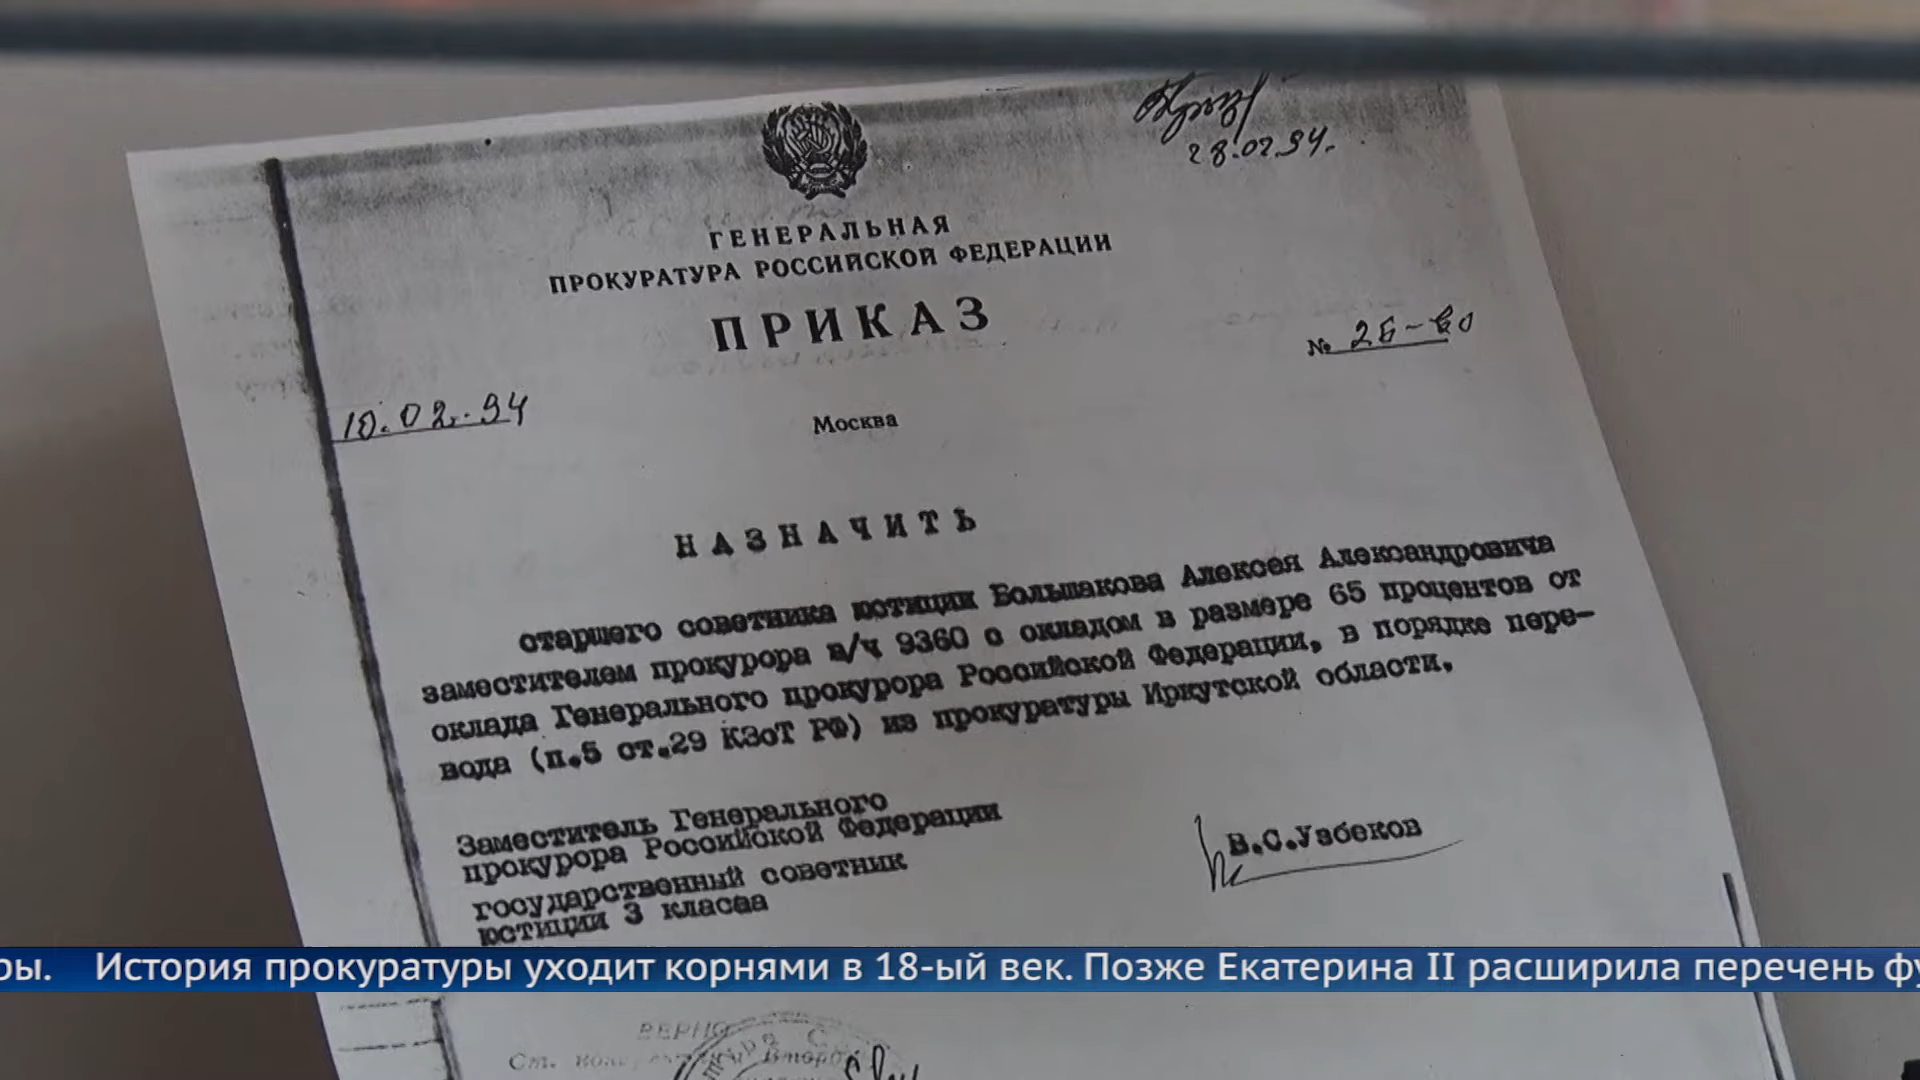 28.02.94.
ГЕНЕРАЛЬНАЯ
ПРОКУРАТУРА РОССИЙСКОЙ ФЕДЕРАЦИИ
ПРИКАЗ
№ 26-во
10.02.94
Москва
НАЗНАЧИТЬ
старшего советника юстиции Большакова Алексея Александровича
заместителем прокурора в/ч 9360 с окладом в размере 65 процентов от
оклада Генерального прокурора Российской Федерации, в порядке пере-
вода (п.5 ст.29 КЗоТ РФ) из прокуратуры Иркутской области.
Заместитель Генерального
прокурора Российской Федерации
государственный советник
юстиции 3 класаа
В.С.Узбеков
ры. История прокуратуры уходит корнями в 18-ый век. Позже Екатерина II расширила перечень фу
ВЕРНО
Ст.